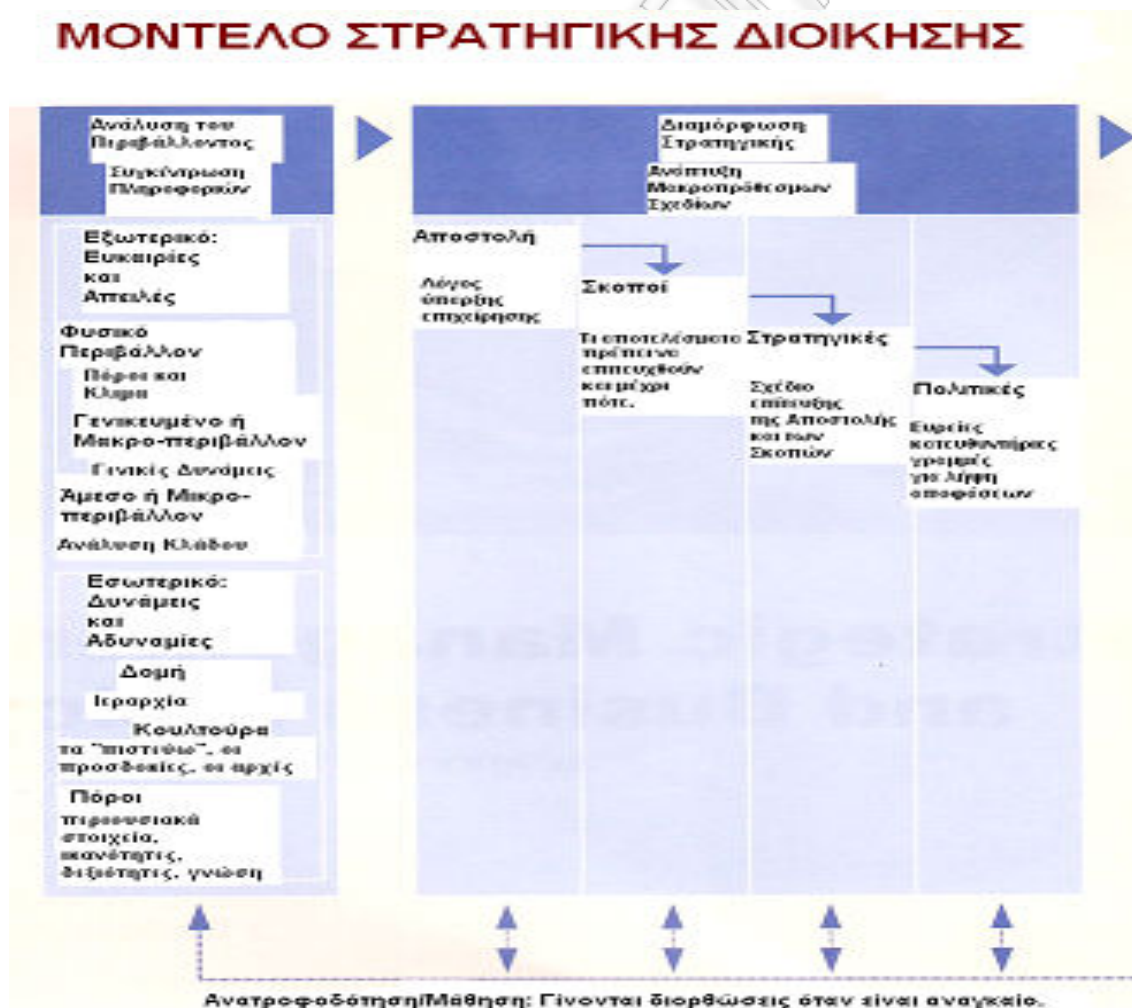 ΜΟΝΤΕΛΟ ΣΤΡΑΤΗΓΙΚΗΣ ΔΙΟΙΚΗΣΗΣ
Ανάλυση του
Περιβάλλοντος
Συγκέντρωση
Πληροφοριών
Εξωτερικό:
Ευκαιρίες
και
Απειλές
Φυσικό
Περιβάλλον
Πόροι και
Κλιμα
Γενικευμένο ή
Μακρο-περιβάλλον
Γενικές Δυνάμεις
Άμεσο ή Μικρο-
περιβάλλον
Ανάλυση Κλάδου
Εσωτερικό:
Δυνάμεις
και
Αδυναμίες
Δομή
Ιεραρχία
Κουλτούρα
τα "πιστεύω", οι
προσδοκίες, οι αρχές
Πόροι
περιουσιακά
στοιχεία,
ικανότητες,
δεξιότητες, γνώση
Διαμόρφωση
Στρατηγικής
Ανάπτυξη
Μακροπρόθεσμων
Σχεδίων
Αποστολή
Λόγος
ύπαρξης
επιχείρησης
Σκοποί
Τι αποτελέσματα
πρέπει να
επιτευχθούν
και μέχρι
πότε.
Στρατηγικές
Σχέδιο
επίτευξης
της Αποστολής
και των
Σκοπών
Πολιτικές
Ευρείες
κατευθυντήριες
γραμμές
για λήψη
αποφάσεων
Ανατροφοδότηση/Μάθηση: Γίνονται διορθώσεις όταν είναι αναγκαίο.